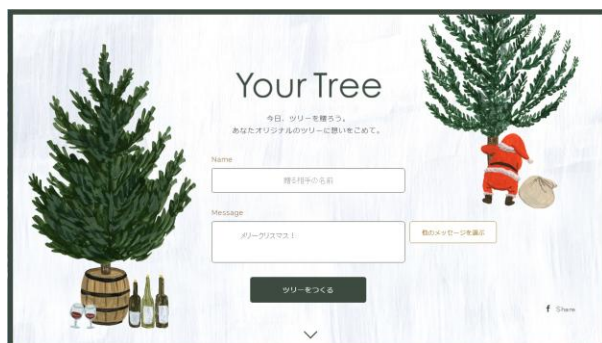 Your Tree
今日、ツリーを贈ろう。
あなたオリジナルのツリーに想いをこめて。
Name
贈る相手の名前
Message
メリークリスマス！
他のメッセージを選ぶ
ツリーをつくる
f Share